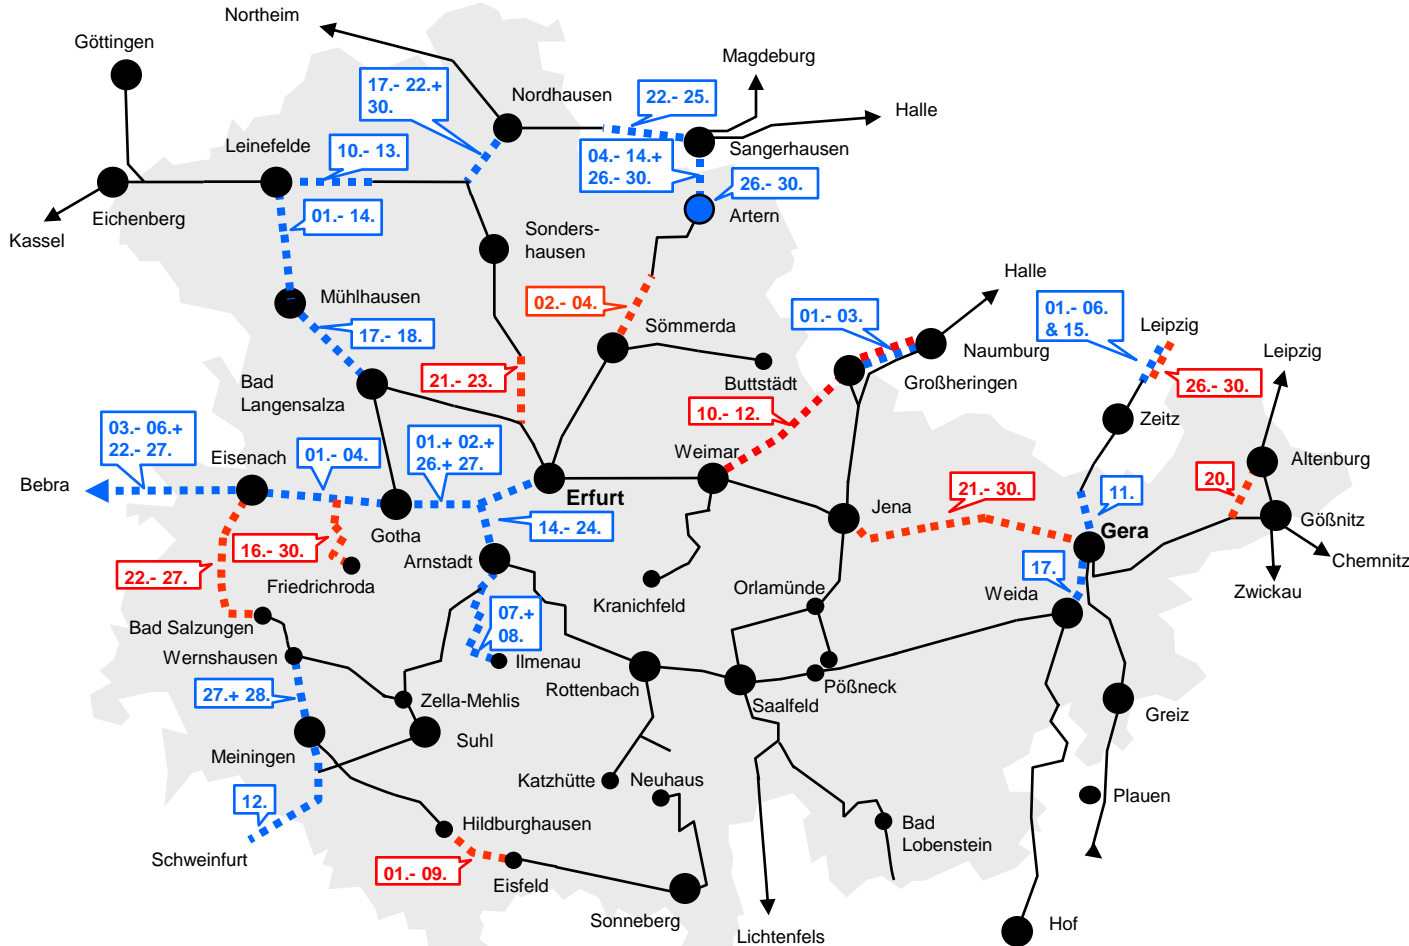 Northeim
Göttingen
Magdeburg
17.- 22.+
30.
Nordhausen
22.- 25.
Halle
Leinefelde
10.- 13.
04.- 14.+
26.- 30.
Sangerhausen
26.- 30.
Eichenberg
01.- 14.
Artern
Kassel
Sonders-
hausen
Halle
Mühlhausen
02.- 04.
01.- 03.
01.- 06.
& 15.
Leipzig
17.- 18.
Sömmerda
Naumburg
Leipzig
Bad
Langensalza
21.- 23.
Buttstädt
Großheringen
26.- 30.
10.- 12.
Zeitz
03.- 06.+
22.- 27.
Eisenach
01.- 04.
01.+ 02.+
26.+ 27.
Weimar
Altenburg
Bebra
Erfurt
21.- 30.
11.
20.
Gotha
Jena
Gößnitz
14.- 24.
Gera
16.- 30.
Arnstadt
Chemnitz
22.- 27.
Friedrichroda
17.
Kranichfeld
Orlamünde
Weida
Zwickau
Bad Salzungen
07.+
08.
Wernshausen
Ilmenau
Rottenbach
Pößneck
27.+ 28.
Zella-Mehlis
Saalfeld
Greiz
Meiningen
Suhl
Katzhütte
Neuhaus
12.
Plauen
Hildburghausen
Bad
Lobenstein
Schweinfurt
01.- 09.
Eisfeld
Sonneberg
Hof
Lichtenfels